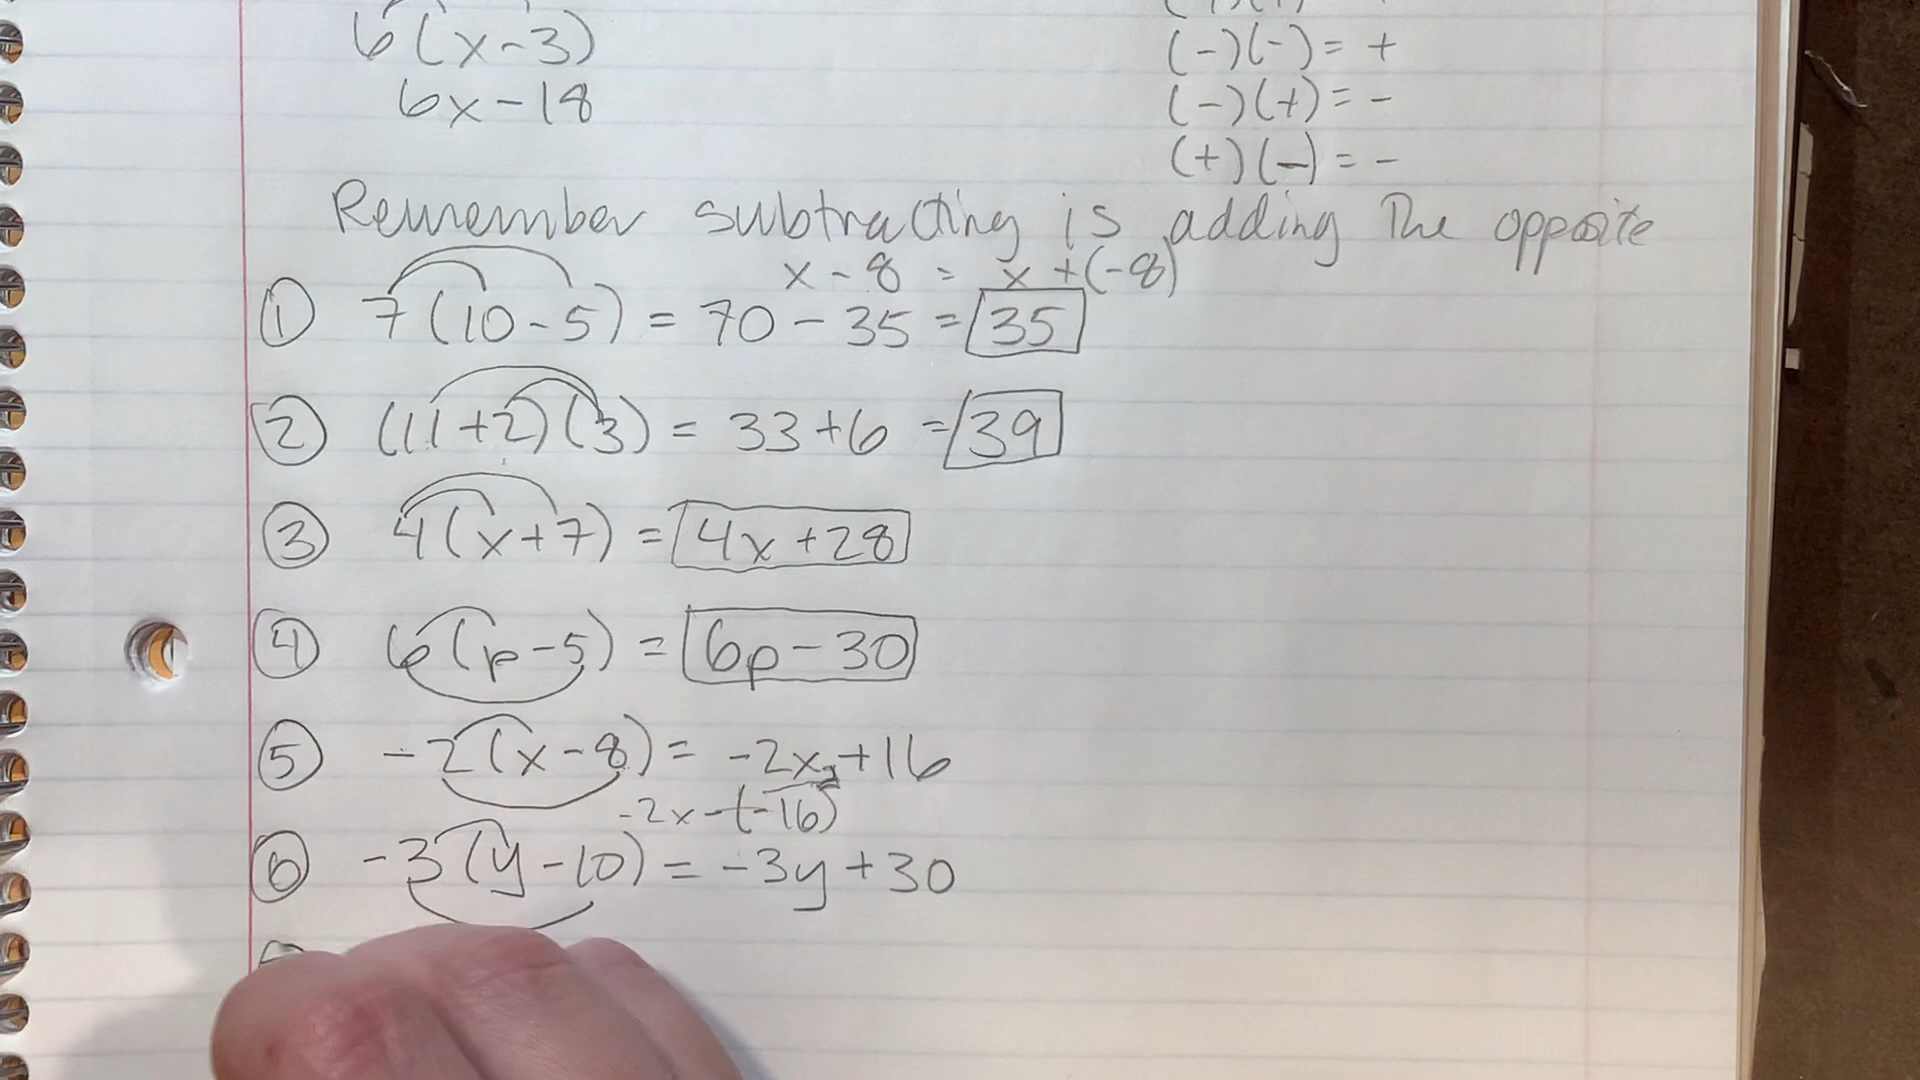 6(x-3)
6x-18
(-)(-) = +
(-)(+) = -
(+)(-) = -
Remember subtracting is adding The opposite
x - 8 = x + (-8)
① 7(10-5) = 70 - 35 = 35
② (11+2)(3) = 33+6 = 39
③ 4(x+7) = 4x+28
④ 6(p-5) = 6p-30
⑤ -2(x-8) = -2x+16
-2x-(-16)
⑥ -3(y-10) = -3y+30